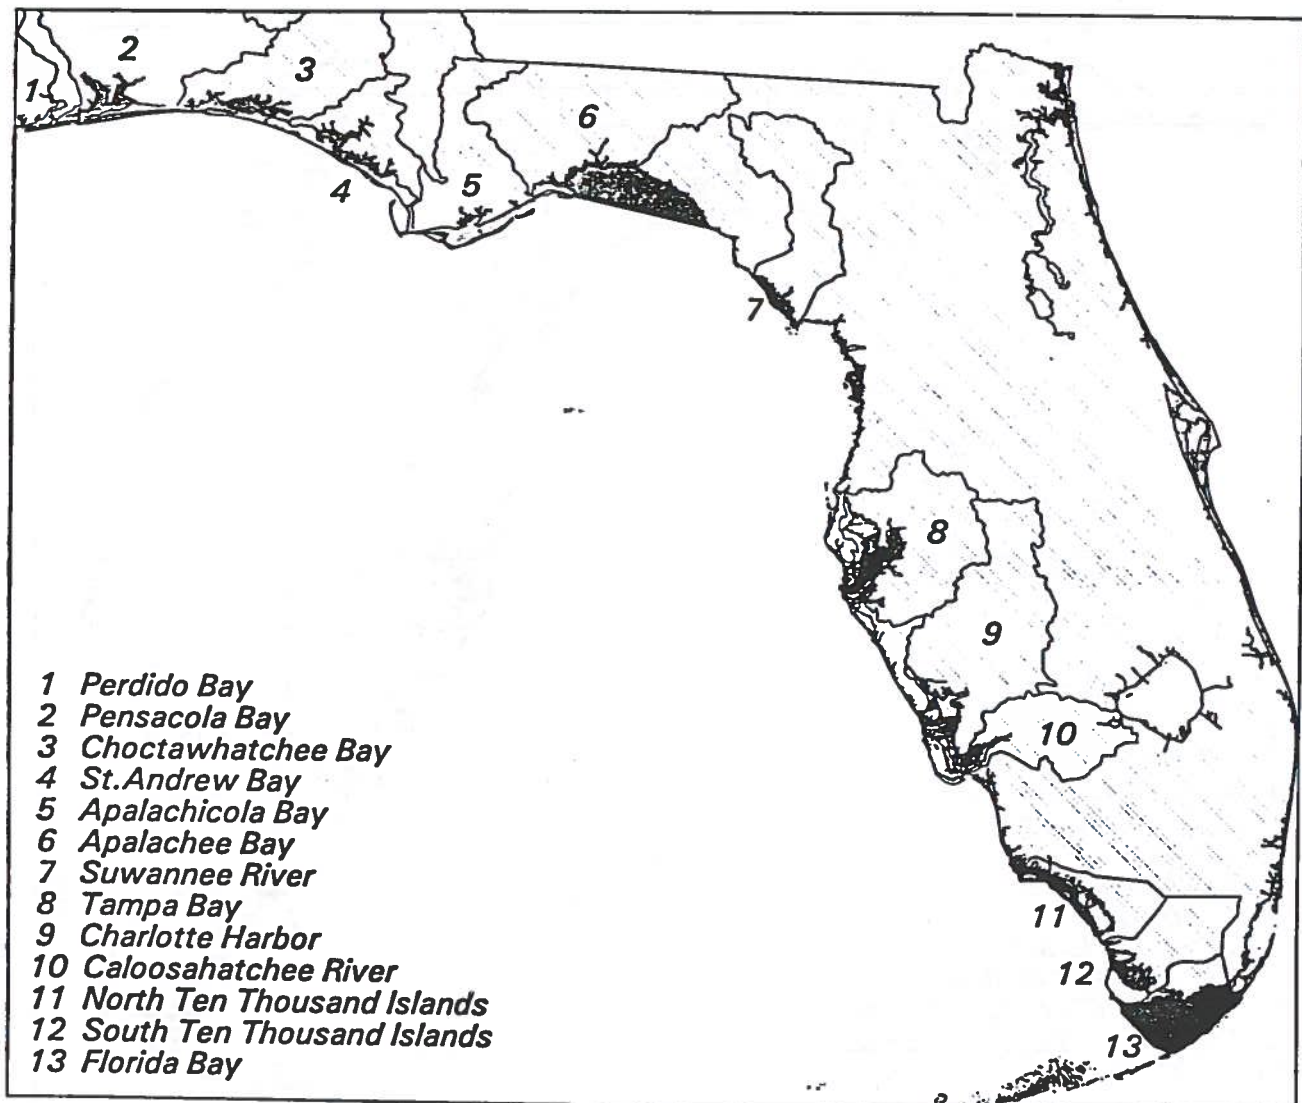 1
2
3
4
5
6
7
8
9
10
11
12
13
1 Perdido Bay
2 Pensacola Bay
3 Choctawhatchee Bay
4 St.Andrew Bay
5 Apalachicola Bay
6 Apalachee Bay
7 Suwannee River
8 Tampa Bay
9 Charlotte Harbor
10 Caloosahatchee River
11 North Ten Thousand Islands
12 South Ten Thousand Islands
13 Florida Bay